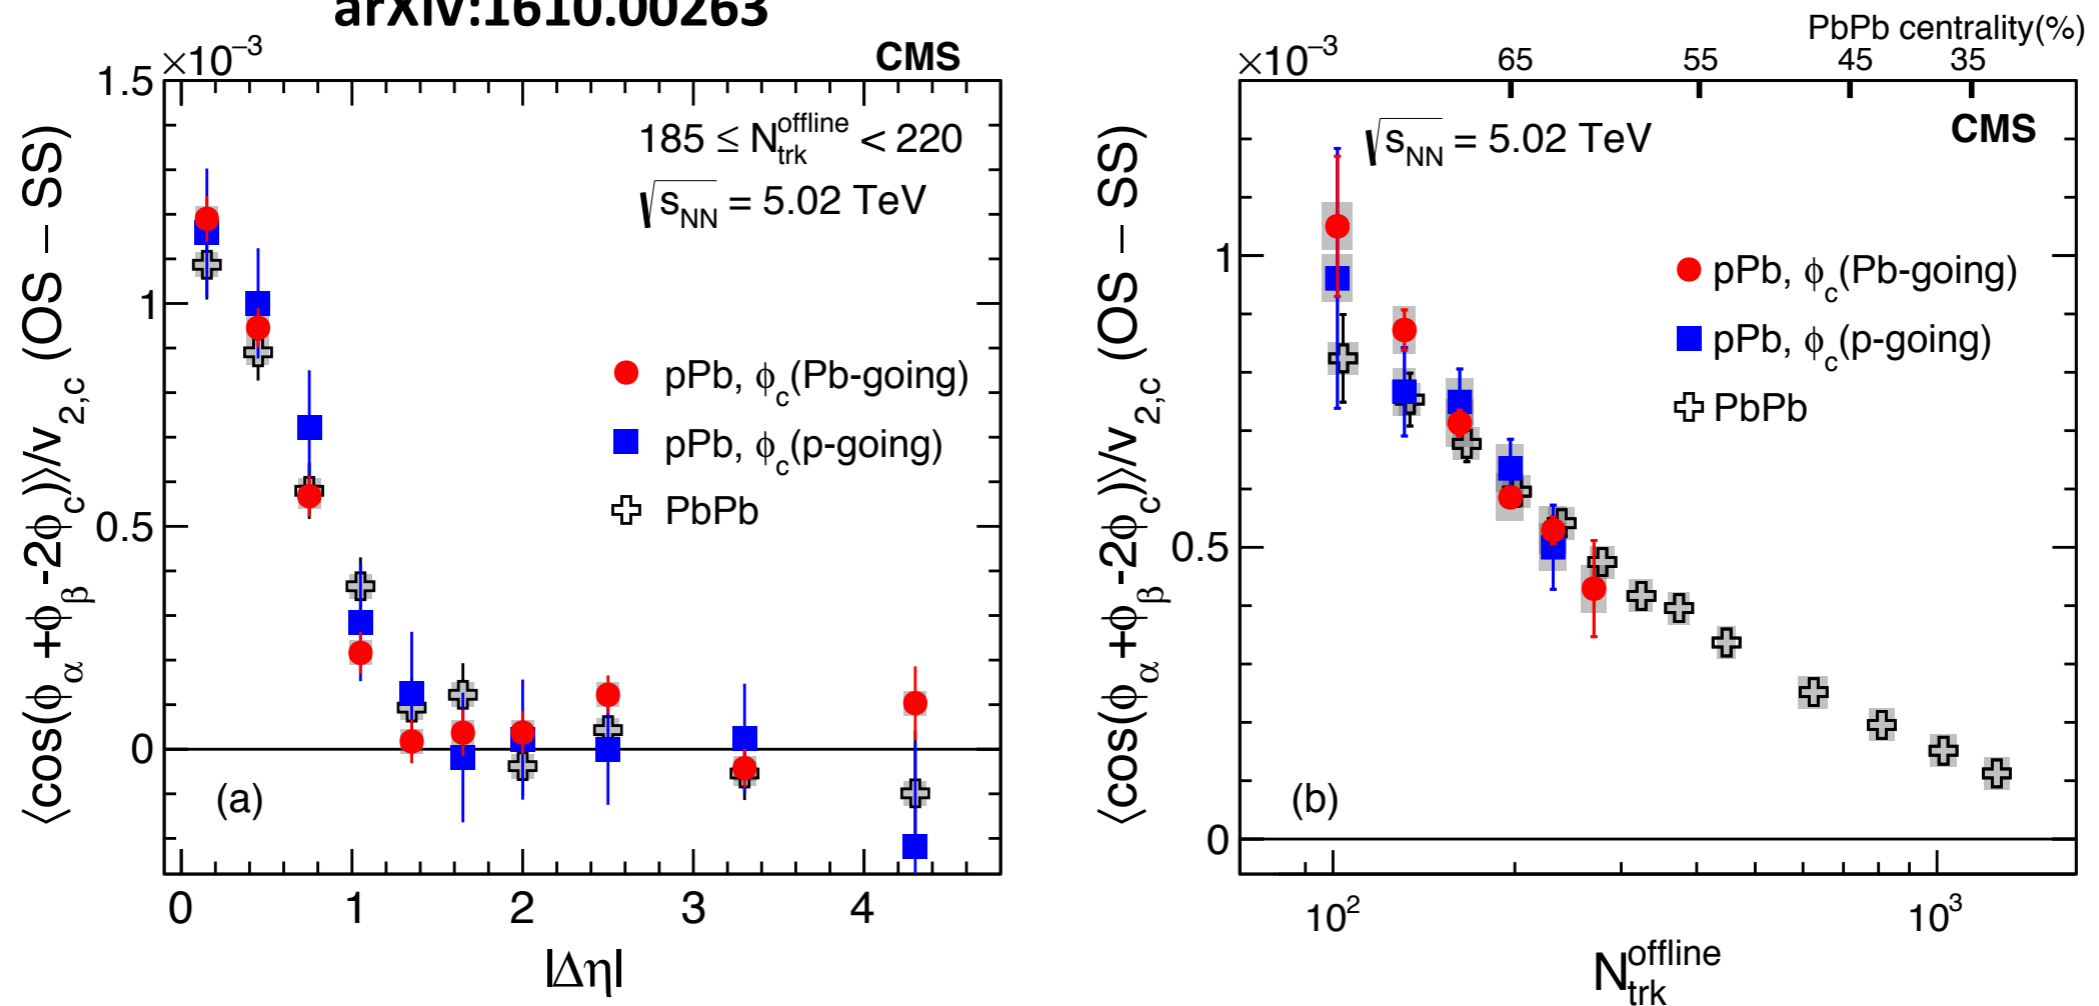 arXiv:1610.00263
×10⁻³
CMS
1.5
1
0.5
0
⟨cos(ϕ_α+ϕ_β-2ϕ_c)⟩/v_2,c (OS − SS)
185 ≤ N_trk^offline < 220
√s_NN = 5.02 TeV
pPb, ϕ_c(Pb-going)
pPb, ϕ_c(p-going)
PbPb
(a)
0 1 2 3 4
|Δη|
PbPb centrality(%)
×10⁻³
65 55 45 35
CMS
√s_NN = 5.02 TeV
1
0.5
0
⟨cos(ϕ_α+ϕ_β-2ϕ_c)⟩/v_2,c (OS − SS)
pPb, ϕ_c(Pb-going)
pPb, ϕ_c(p-going)
PbPb
(b)
10² 10³
N_trk^offline